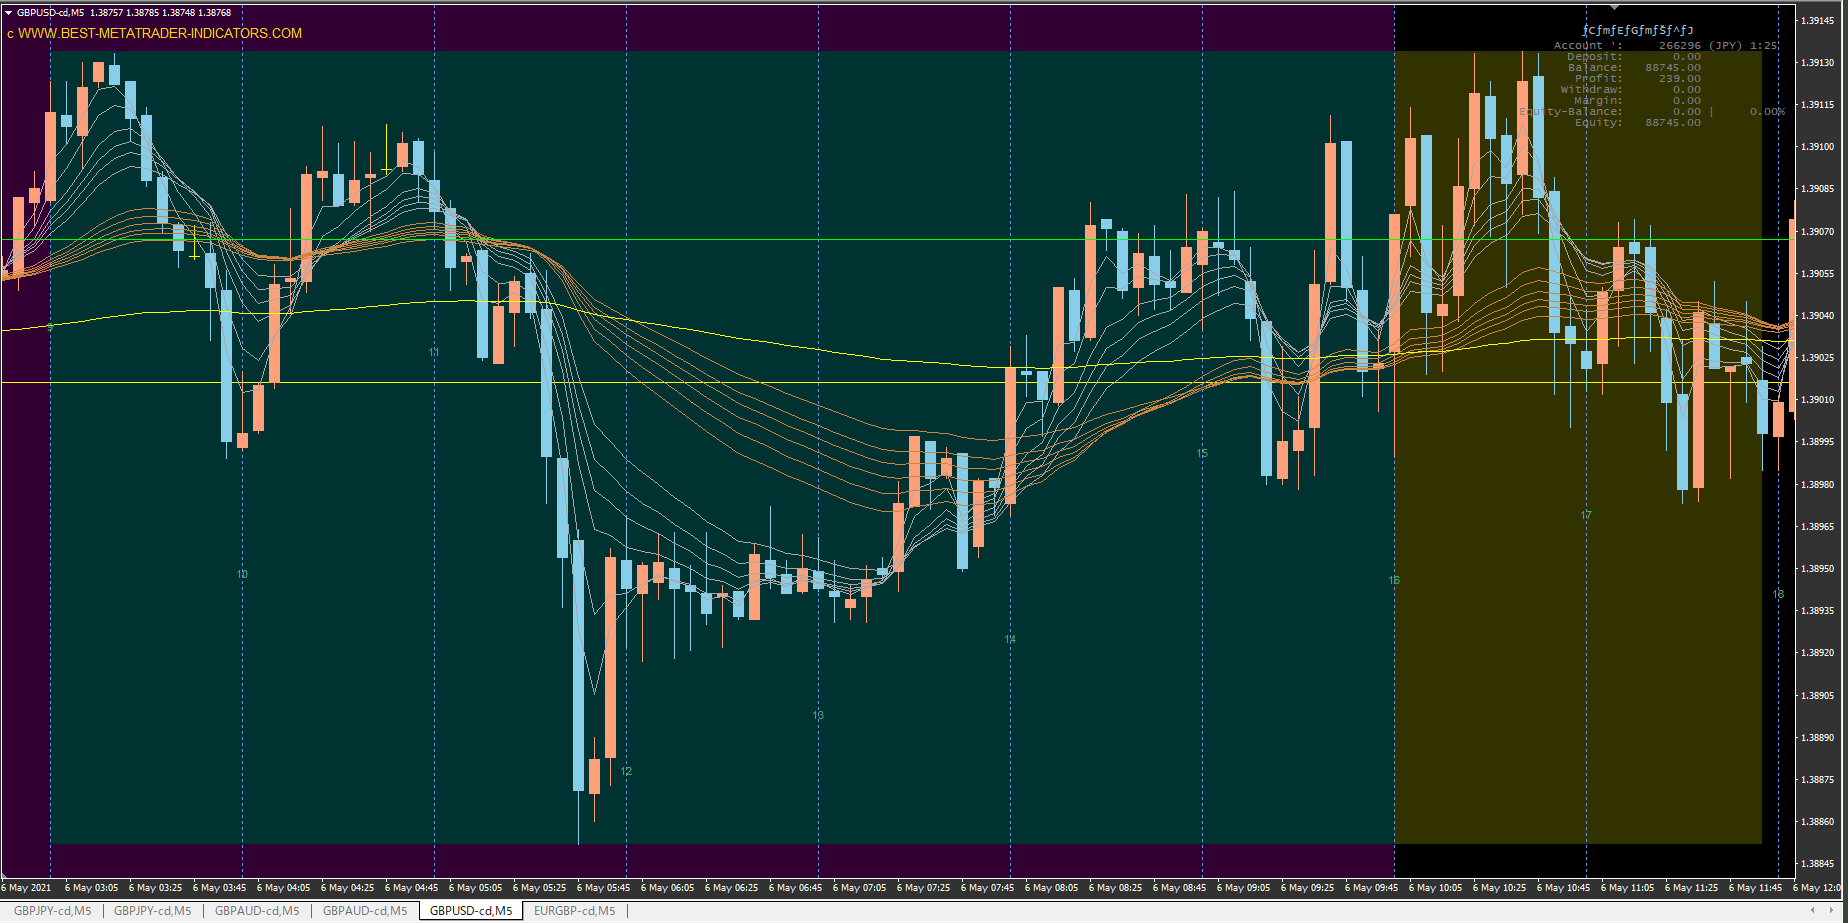 GBPUSD-cd,M5 1.38757 1.38785 1.38748 1.38768
c WWW.BEST-METATRADER-INDICATORS.COM
ƒCƒmƒEƒGƒmƒSƒ^ƒJ
Account : 266296 (JPY) 1:25
Deposit: 0.00
Balance: 88745.00
Profit: 239.00
Withdraw: 0.00
Margin: 0.00
Equity-Balance: 0.00 | 0.00%
Equity: 88745.00
1.39145
1.39130
1.39115
1.39100
1.39085
1.39070
1.39055
1.39040
1.39025
1.39010
1.38995
1.38980
1.38965
1.38950
1.38935
1.38920
1.38905
1.38890
1.38875
1.38860
1.38845
9
10
11
12
13
14
15
16
17
18
6 May 2021 6 May 03:05 6 May 03:25 6 May 03:45 6 May 04:05 6 May 04:25 6 May 04:45 6 May 05:05 6 May 05:25 6 May 05:45 6 May 06:05 6 May 06:25 6 May 06:45 6 May 07:05 6 May 07:25 6 May 07:45 6 May 08:05 6 May 08:25 6 May 08:45 6 May 09:05 6 May 09:25 6 May 09:45 6 May 10:05 6 May 10:25 6 May 10:45 6 May 11:05 6 May 11:25 6 May 11:45 6 May 12:0
GBPJPY-cd,M5 GBPJPY-cd,M5 GBPAUD-cd,M5 GBPAUD-cd,M5 GBPUSD-cd,M5 EURGBP-cd,M5